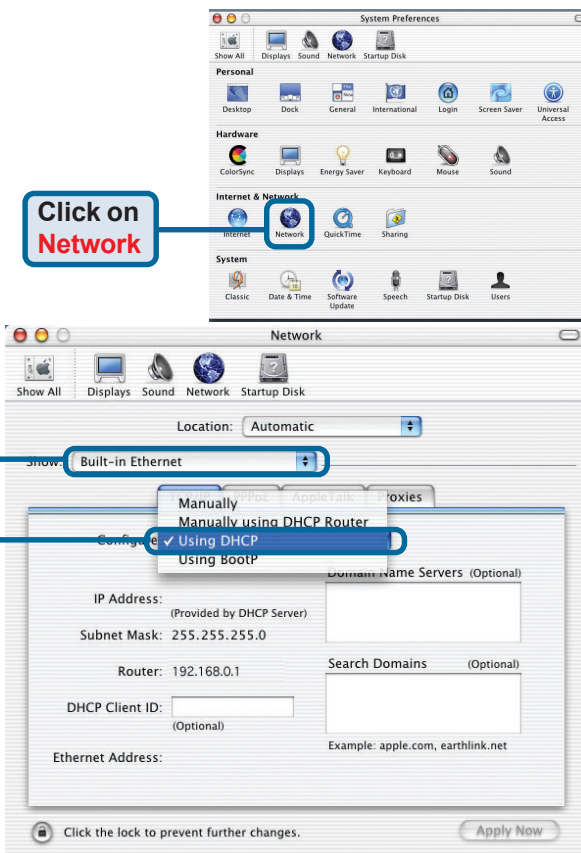 System Preferences
Show All Displays Sound Network Startup Disk
Personal
Desktop Dock General International Login Screen Saver Universal Access
Hardware
ColorSync Displays Energy Saver Keyboard Mouse Sound
Internet & Network
Internet Network QuickTime Sharing
System
Classic Date & Time Software Update Speech Startup Disk Users
Click on
Network
Network
Show All Displays Sound Network Startup Disk
Location: Automatic
Show: Built-in Ethernet
PPPoE AppleTalk Proxies
Manually
Manually using DHCP Router
Configure ✓ Using DHCP
Using BootP
Domain Name Servers (Optional)
IP Address:
(Provided by DHCP Server)
Subnet Mask: 255.255.255.0
Router: 192.168.0.1
Search Domains (Optional)
DHCP Client ID:
(Optional)
Example: apple.com, earthlink.net
Ethernet Address:
Click the lock to prevent further changes.
Apply Now